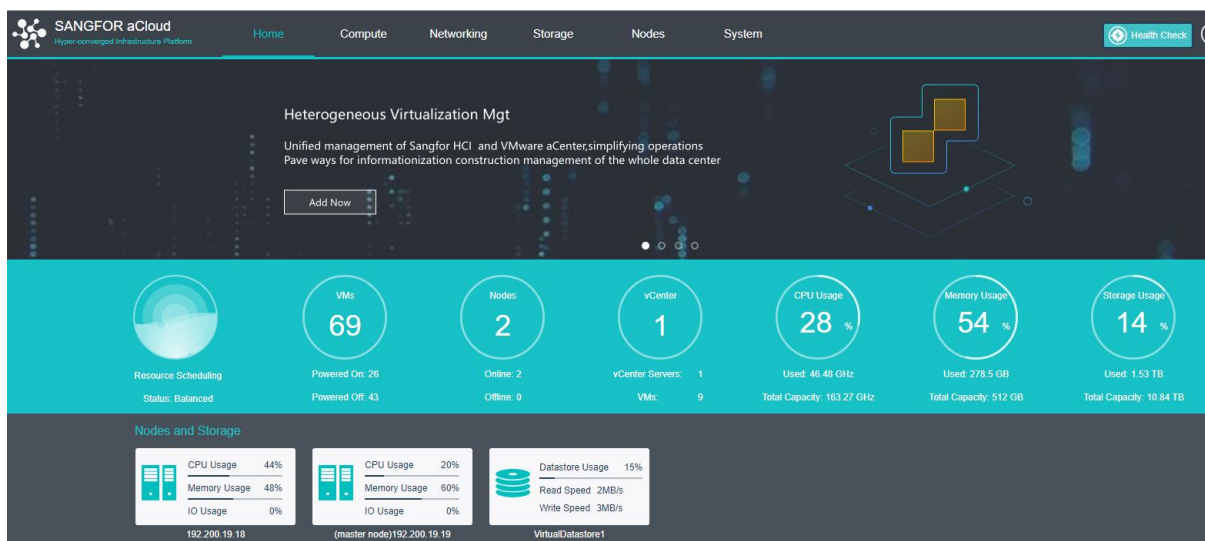 SANGFOR aCloud
Hyper-converged Infrastructure Platform
Home Compute Networking Storage Nodes System
Health Check
Heterogeneous Virtualization Mgt
Unified management of Sangfor HCI and VMware aCenter,simplifying operations
Pave ways for informationization construction management of the whole data center
Add Now
Resource Scheduling
Status: Balanced
VMs
69
Powered On: 26
Powered Off: 43
Nodes
2
Online: 2
Offline: 0
vCenter
1
vCenter Servers: 1
VMs: 9
CPU Usage
28 %
Used: 46.48 GHz
Total Capacity: 163.27 GHz
Memory Usage
54 %
Used: 278.5 GB
Total Capacity: 512 GB
Storage Usage
14 %
Used: 1.53 TB
Total Capacity: 10.84 TB
Nodes and Storage
CPU Usage 44%
Memory Usage 48%
IO Usage 0%
192.200.19.18
CPU Usage 20%
Memory Usage 60%
IO Usage 0%
(master node)192.200.19.19
Datastore Usage 15%
Read Speed 2MB/s
Write Speed 3MB/s
VirtualDatastore1